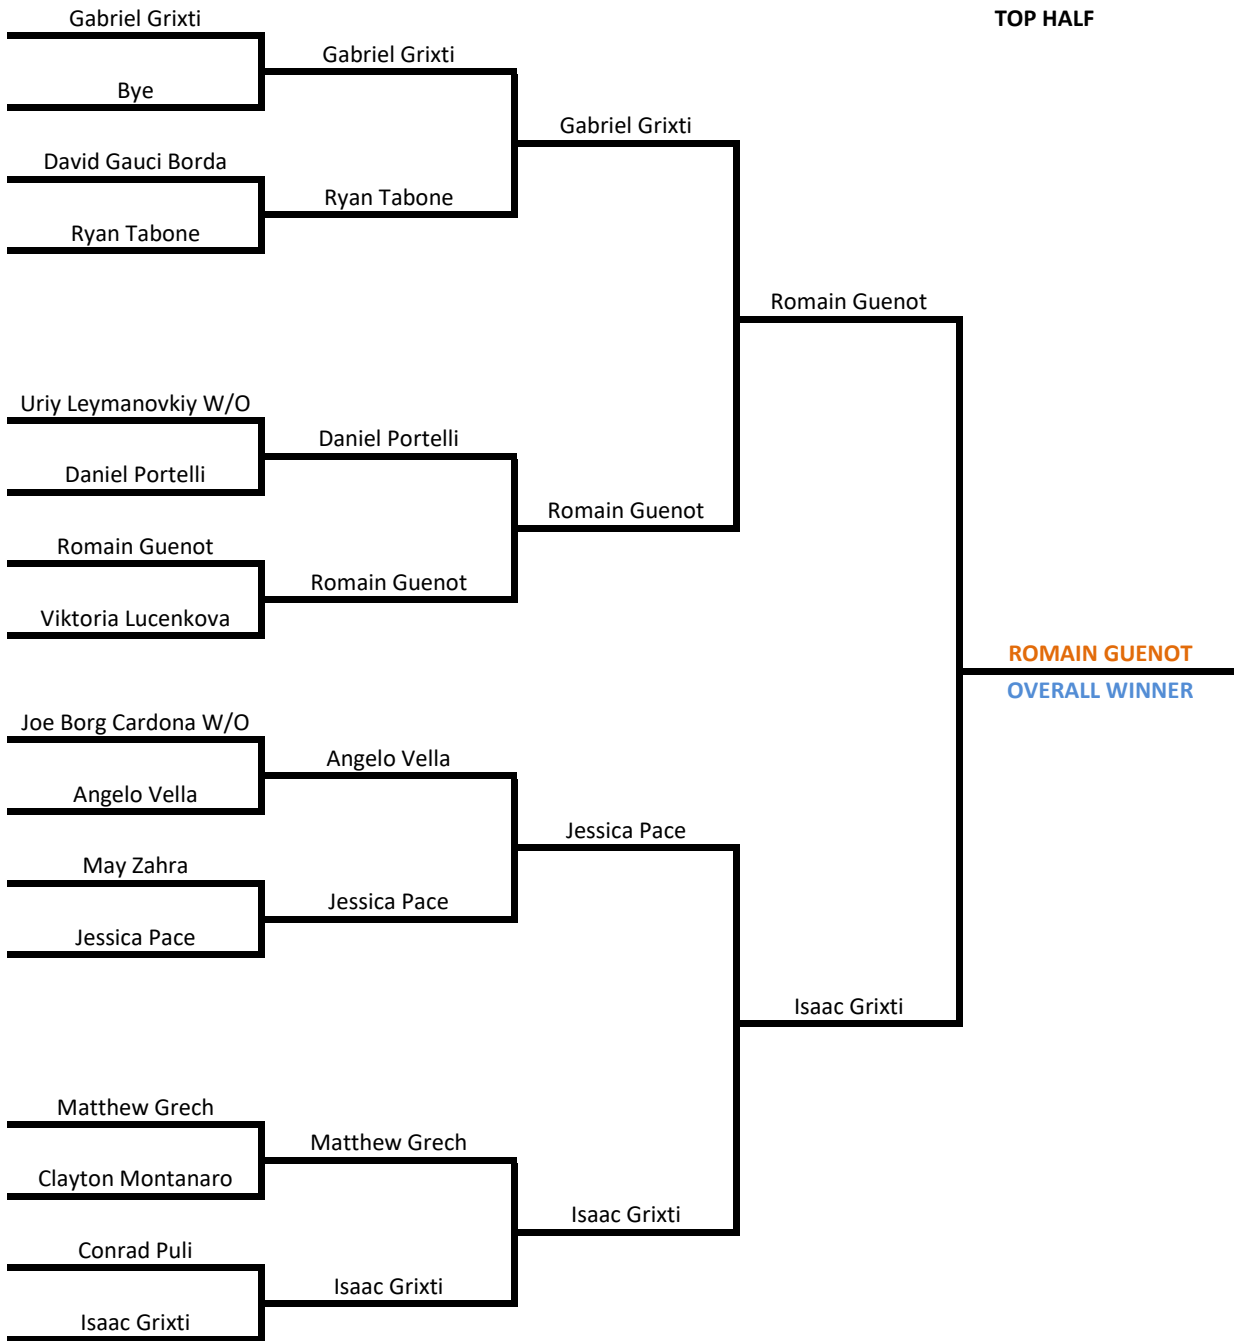 Gabriel Grixti
TOP HALF
Gabriel Grixti
Bye
Gabriel Grixti
David Gauci Borda
Ryan Tabone
Ryan Tabone
Romain Guenot
Uriy Leymanovkiy W/O
Daniel Portelli
Daniel Portelli
Romain Guenot
Romain Guenot
Romain Guenot
Viktoria Lucenkova
ROMAIN GUENOT
OVERALL WINNER
Joe Borg Cardona W/O
Angelo Vella
Angelo Vella
Jessica Pace
May Zahra
Jessica Pace
Jessica Pace
Isaac Grixti
Matthew Grech
Matthew Grech
Clayton Montanaro
Isaac Grixti
Conrad Puli
Isaac Grixti
Isaac Grixti